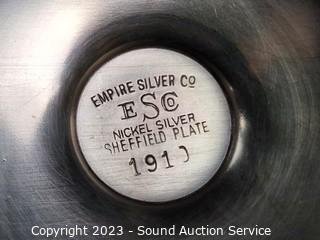 EMPIRE SILVER CO
ESCO
NICKEL SILVER
SHEFFIELD PLATE
Copyright 2023 - Sound Auction Service